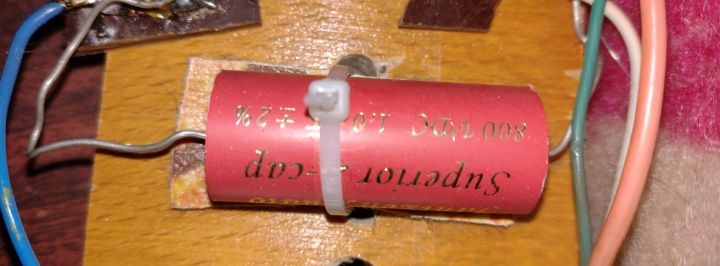 Superior -cap
800 VDC 1.0 ±2%